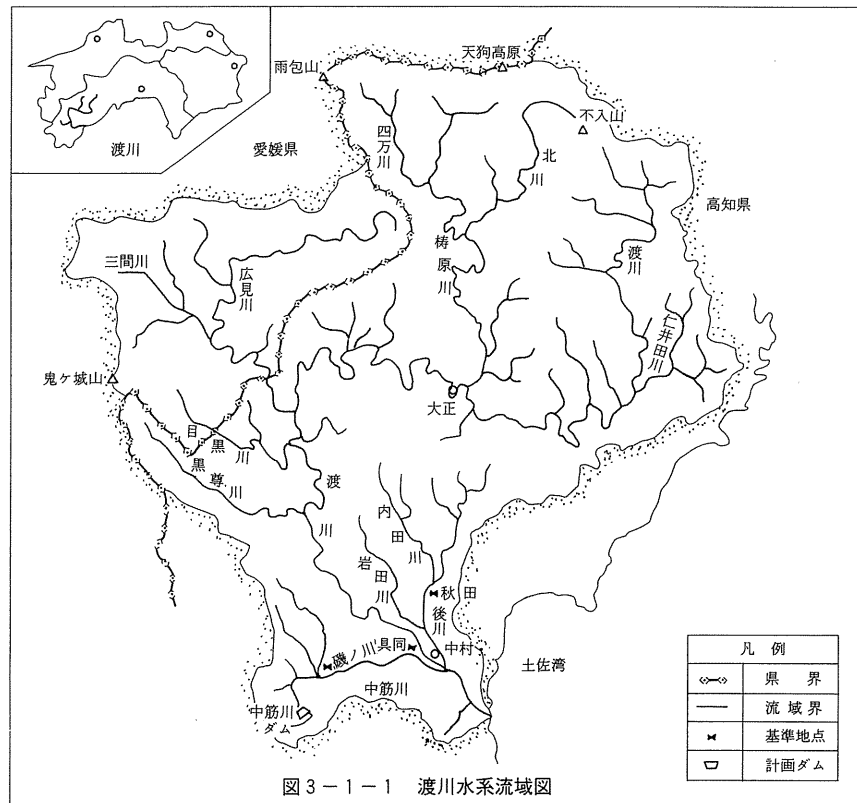 渡川
愛媛県
雨包山
天狗高原
不入山
四万川
北川
高知県
梼原川
渡川
三間川
広見川
仁井田川
鬼ケ城山
大正
目黒川
黒尊川
渡川
内田川
岩田川
秋田
後川
具同
中村
磯ノ川
中筋川
中筋川ダム
土佐湾
凡例
県界
流域界
基準地点
計画ダム
図3-1-1 渡川水系流域図